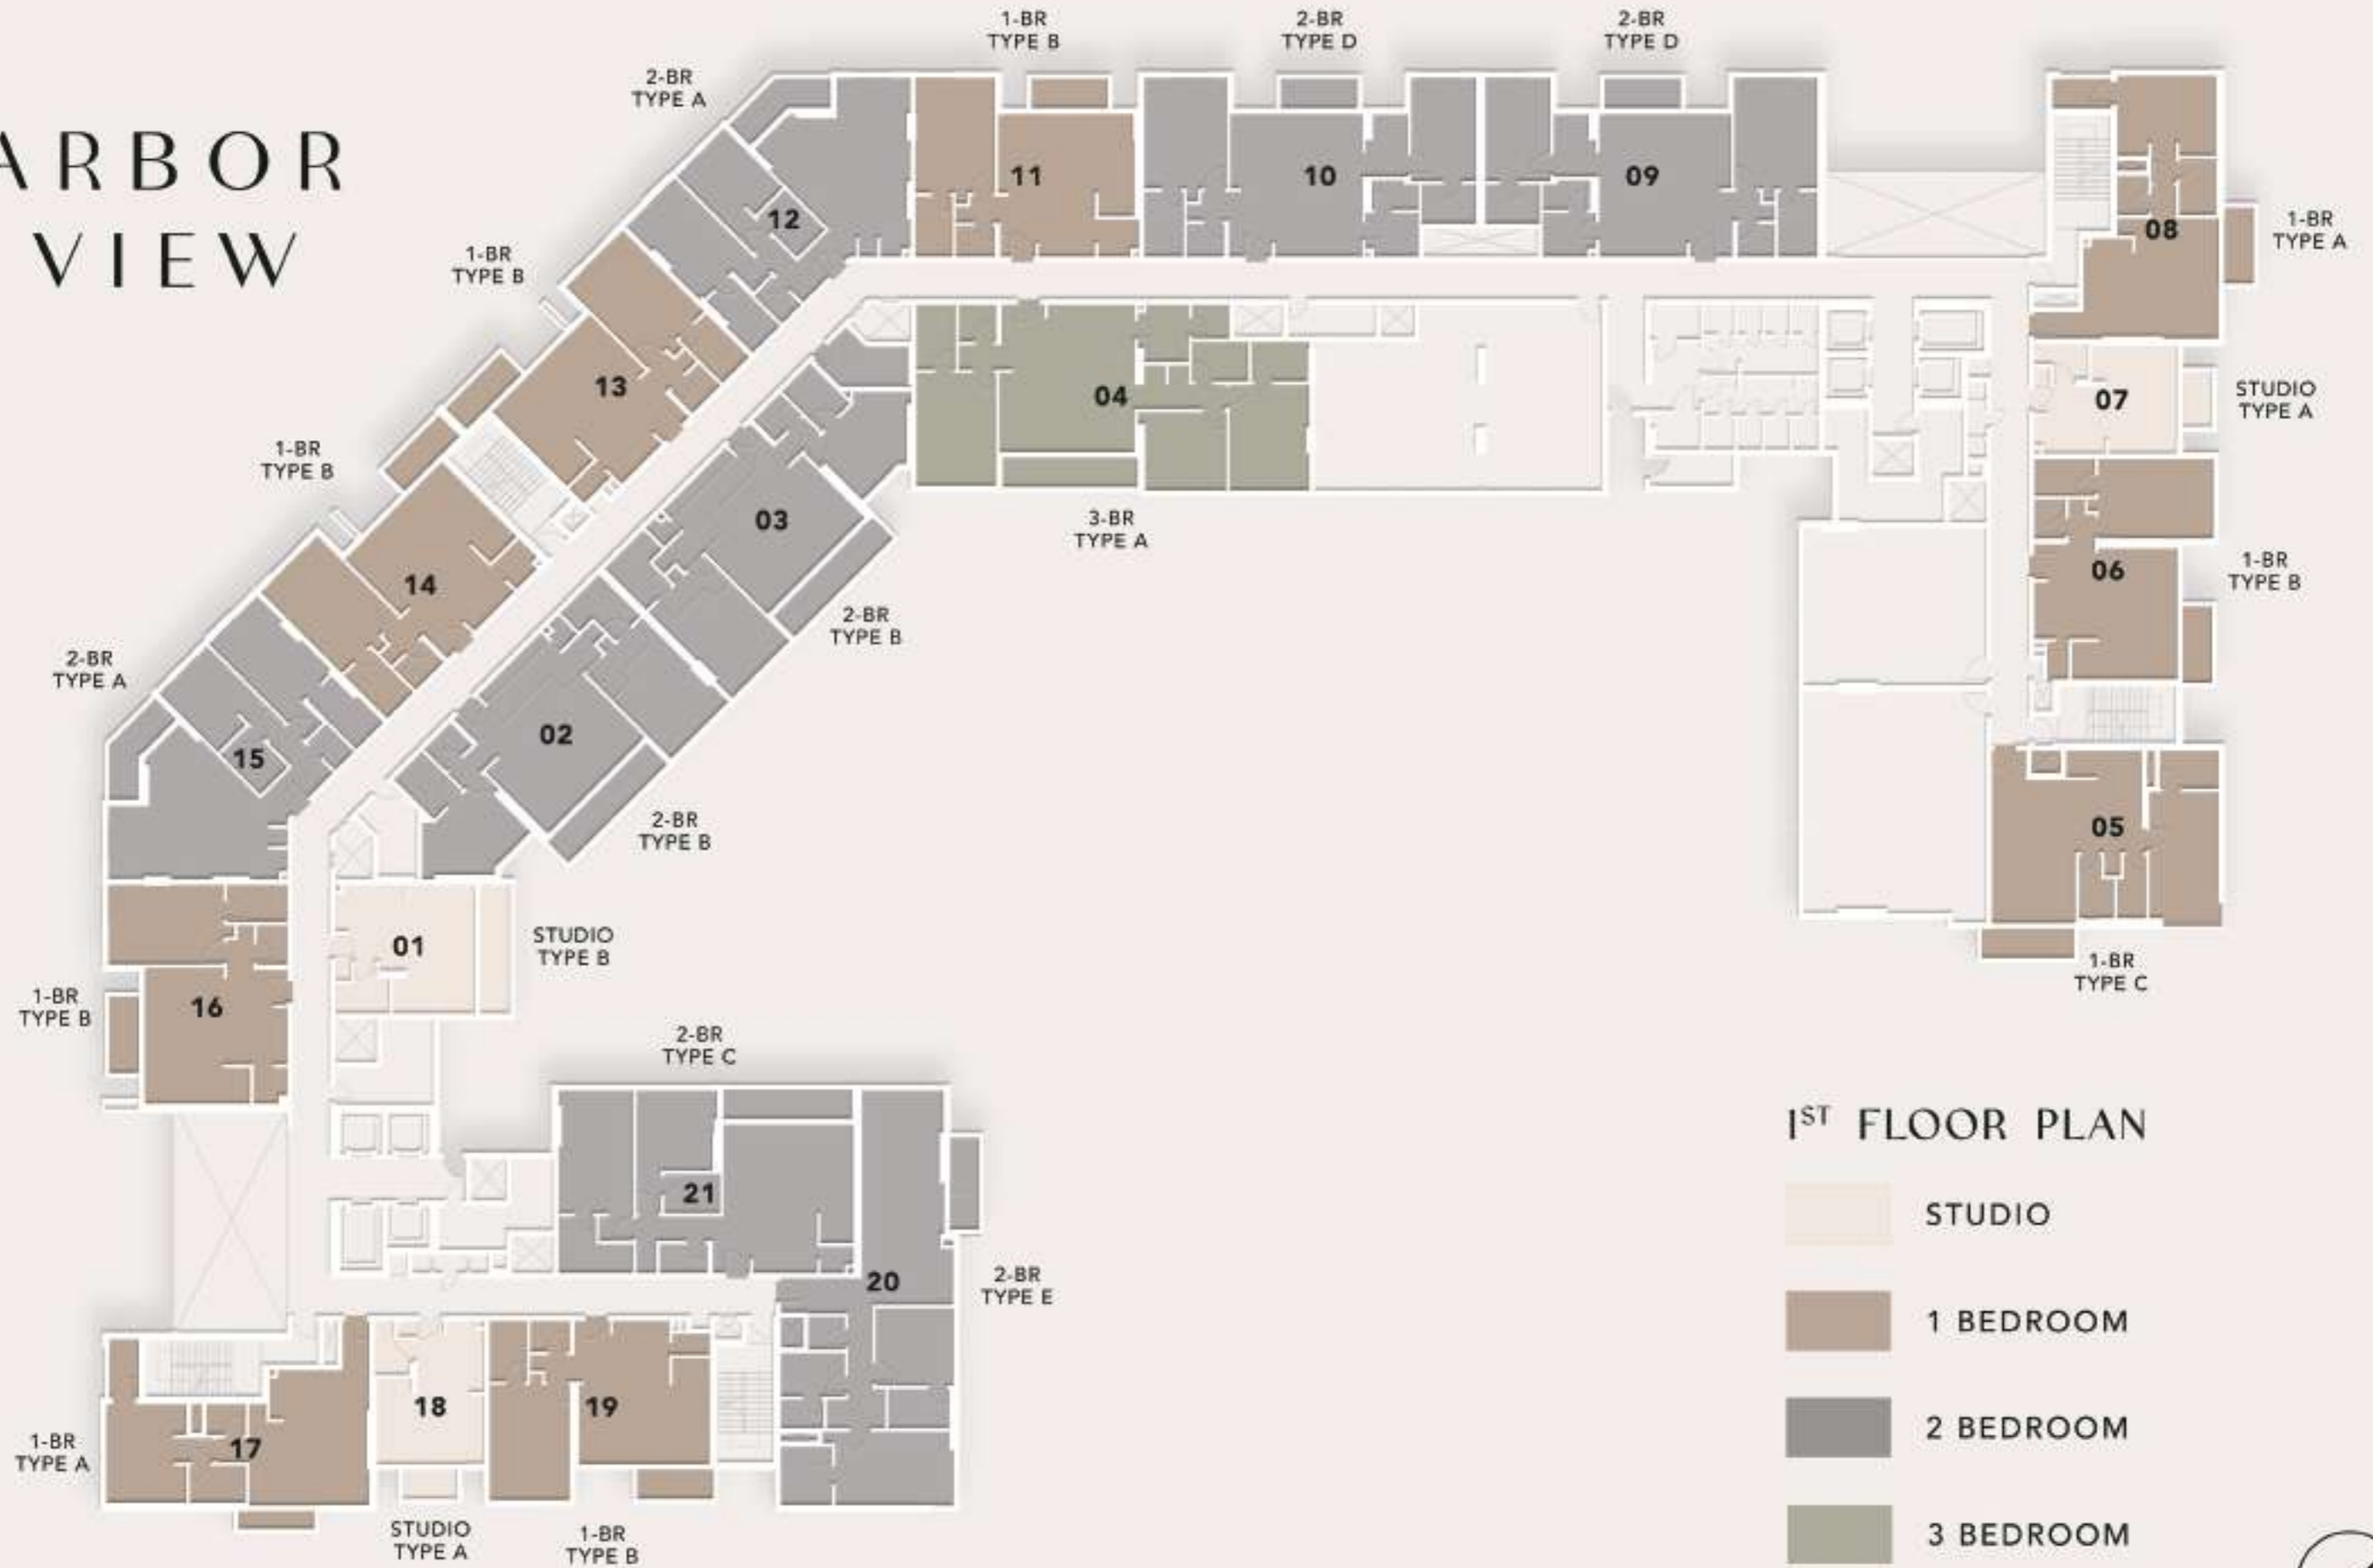 ARBOR
VIEW
1-BR
TYPE B
2-BR
TYPE D
2-BR
TYPE D
2-BR
TYPE A
11
10
09
08
1-BR
TYPE A
12
1-BR
TYPE B
13
04
07
STUDIO
TYPE A
1-BR
TYPE B
14
03
3-BR
TYPE A
06
1-BR
TYPE B
2-BR
TYPE B
2-BR
TYPE A
15
02
2-BR
TYPE B
05
1-BR
TYPE C
01
STUDIO
TYPE B
1-BR
TYPE B
16
2-BR
TYPE C
21
20
2-BR
TYPE E
1-BR
TYPE A
17
18
19
STUDIO
TYPE A
1-BR
TYPE B
1ST FLOOR PLAN
STUDIO
1 BEDROOM
2 BEDROOM
3 BEDROOM